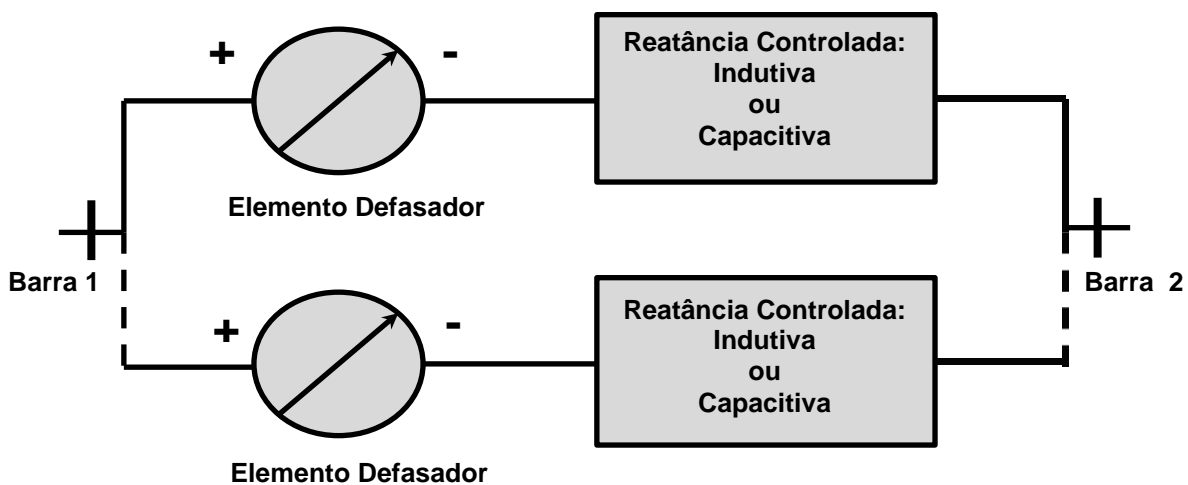 +
-
Reatância Controlada:
Indutiva
ou
Capacitiva
Elemento Defasador
Barra 1
Barra 2
+
-
Reatância Controlada:
Indutiva
ou
Capacitiva
Elemento Defasador